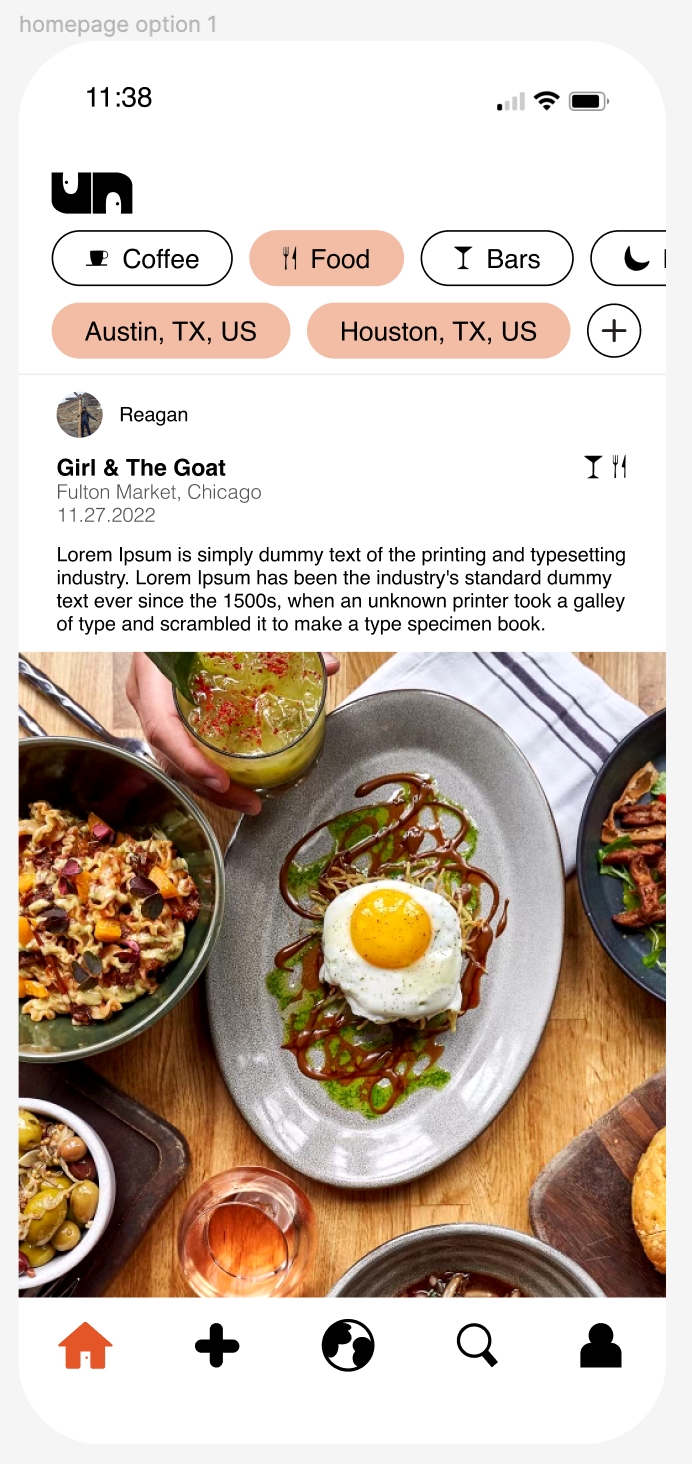 homepage option 1
11:38
un
Coffee
Food
Bars
Austin, TX, US
Houston, TX, US
Reagan
Girl & The Goat
Fulton Market, Chicago
11.27.2022
Lorem Ipsum is simply dummy text of the printing and typesetting
industry. Lorem Ipsum has been the industry's standard dummy
text ever since the 1500s, when an unknown printer took a galley
of type and scrambled it to make a type specimen book.